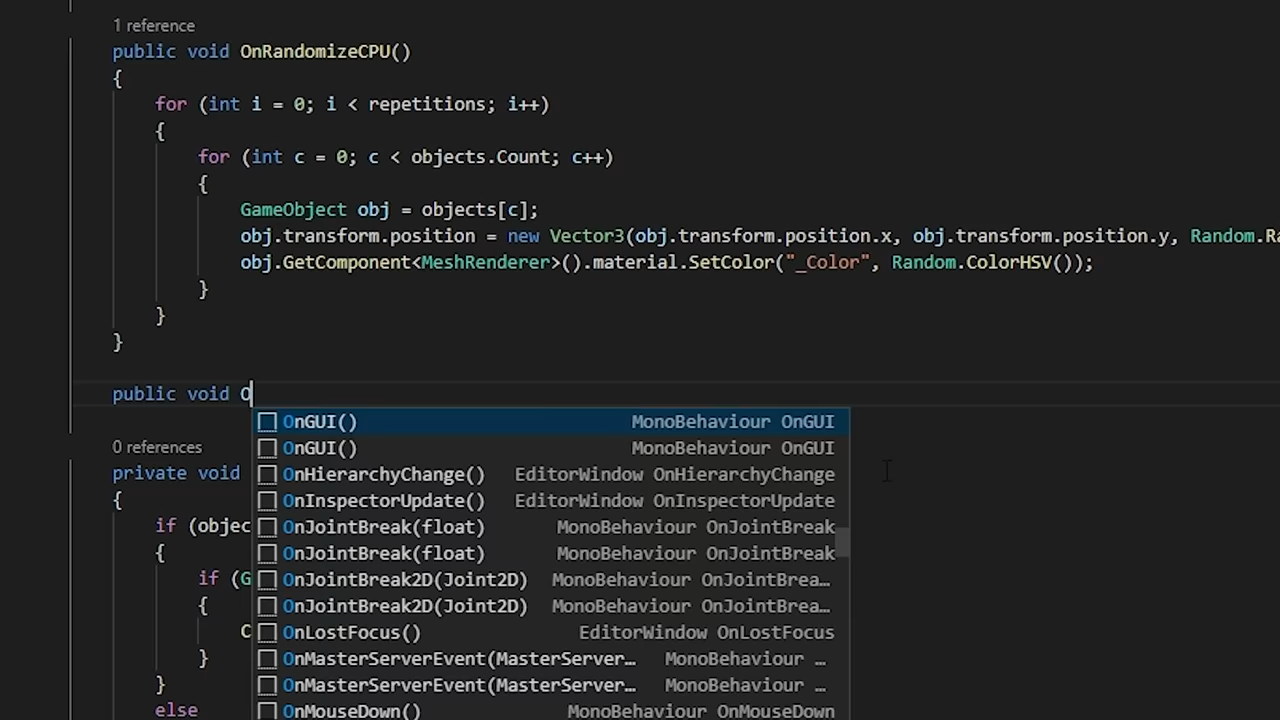 1 reference
public void OnRandomizeCPU()
{
for (int i = 0; i < repetitions; i++)
{
for (int c = 0; c < objects.Count; c++)
{
GameObject obj = objects[c];
obj.transform.position = new Vector3(obj.transform.position.x, obj.transform.position.y, Random.Ra
obj.GetComponent<MeshRenderer>().material.SetColor("_Color", Random.ColorHSV());
}
}
}
public void O
OnGUI() MonoBehaviour OnGUI
0 references
OnGUI() MonoBehaviour OnGUI
private void
OnHierarchyChange() EditorWindow OnHierarchyChange
{
OnInspectorUpdate() EditorWindow OnInspectorUpdate
if (objec
OnJointBreak(float) MonoBehaviour OnJointBreak
{
OnJointBreak(float) MonoBehaviour OnJointBreak
if (G
OnJointBreak2D(Joint2D) MonoBehaviour OnJointBrea…
{
OnJointBreak2D(Joint2D) MonoBehaviour OnJointBrea…
C
OnLostFocus() EditorWindow OnLostFocus
}
OnMasterServerEvent(MasterServer… MonoBehaviour …
}
OnMasterServerEvent(MasterServer… MonoBehaviour …
else
OnMouseDown() MonoBehaviour OnMouseDown